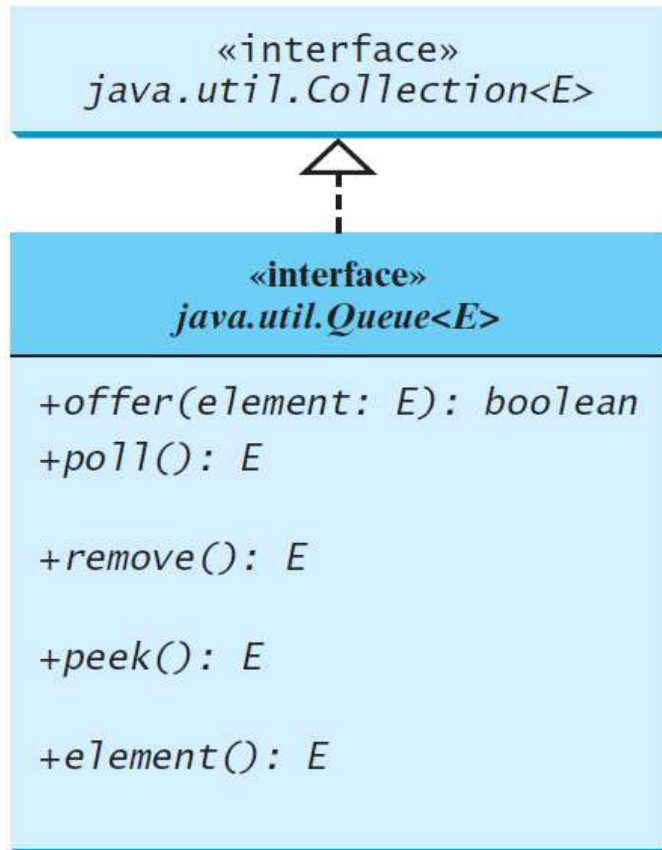 «interface»
java.util.Collection<E>
«interface»
java.util.Queue<E>
+offer(element: E): boolean
+poll(): E
+remove(): E
+peek(): E
+element(): E